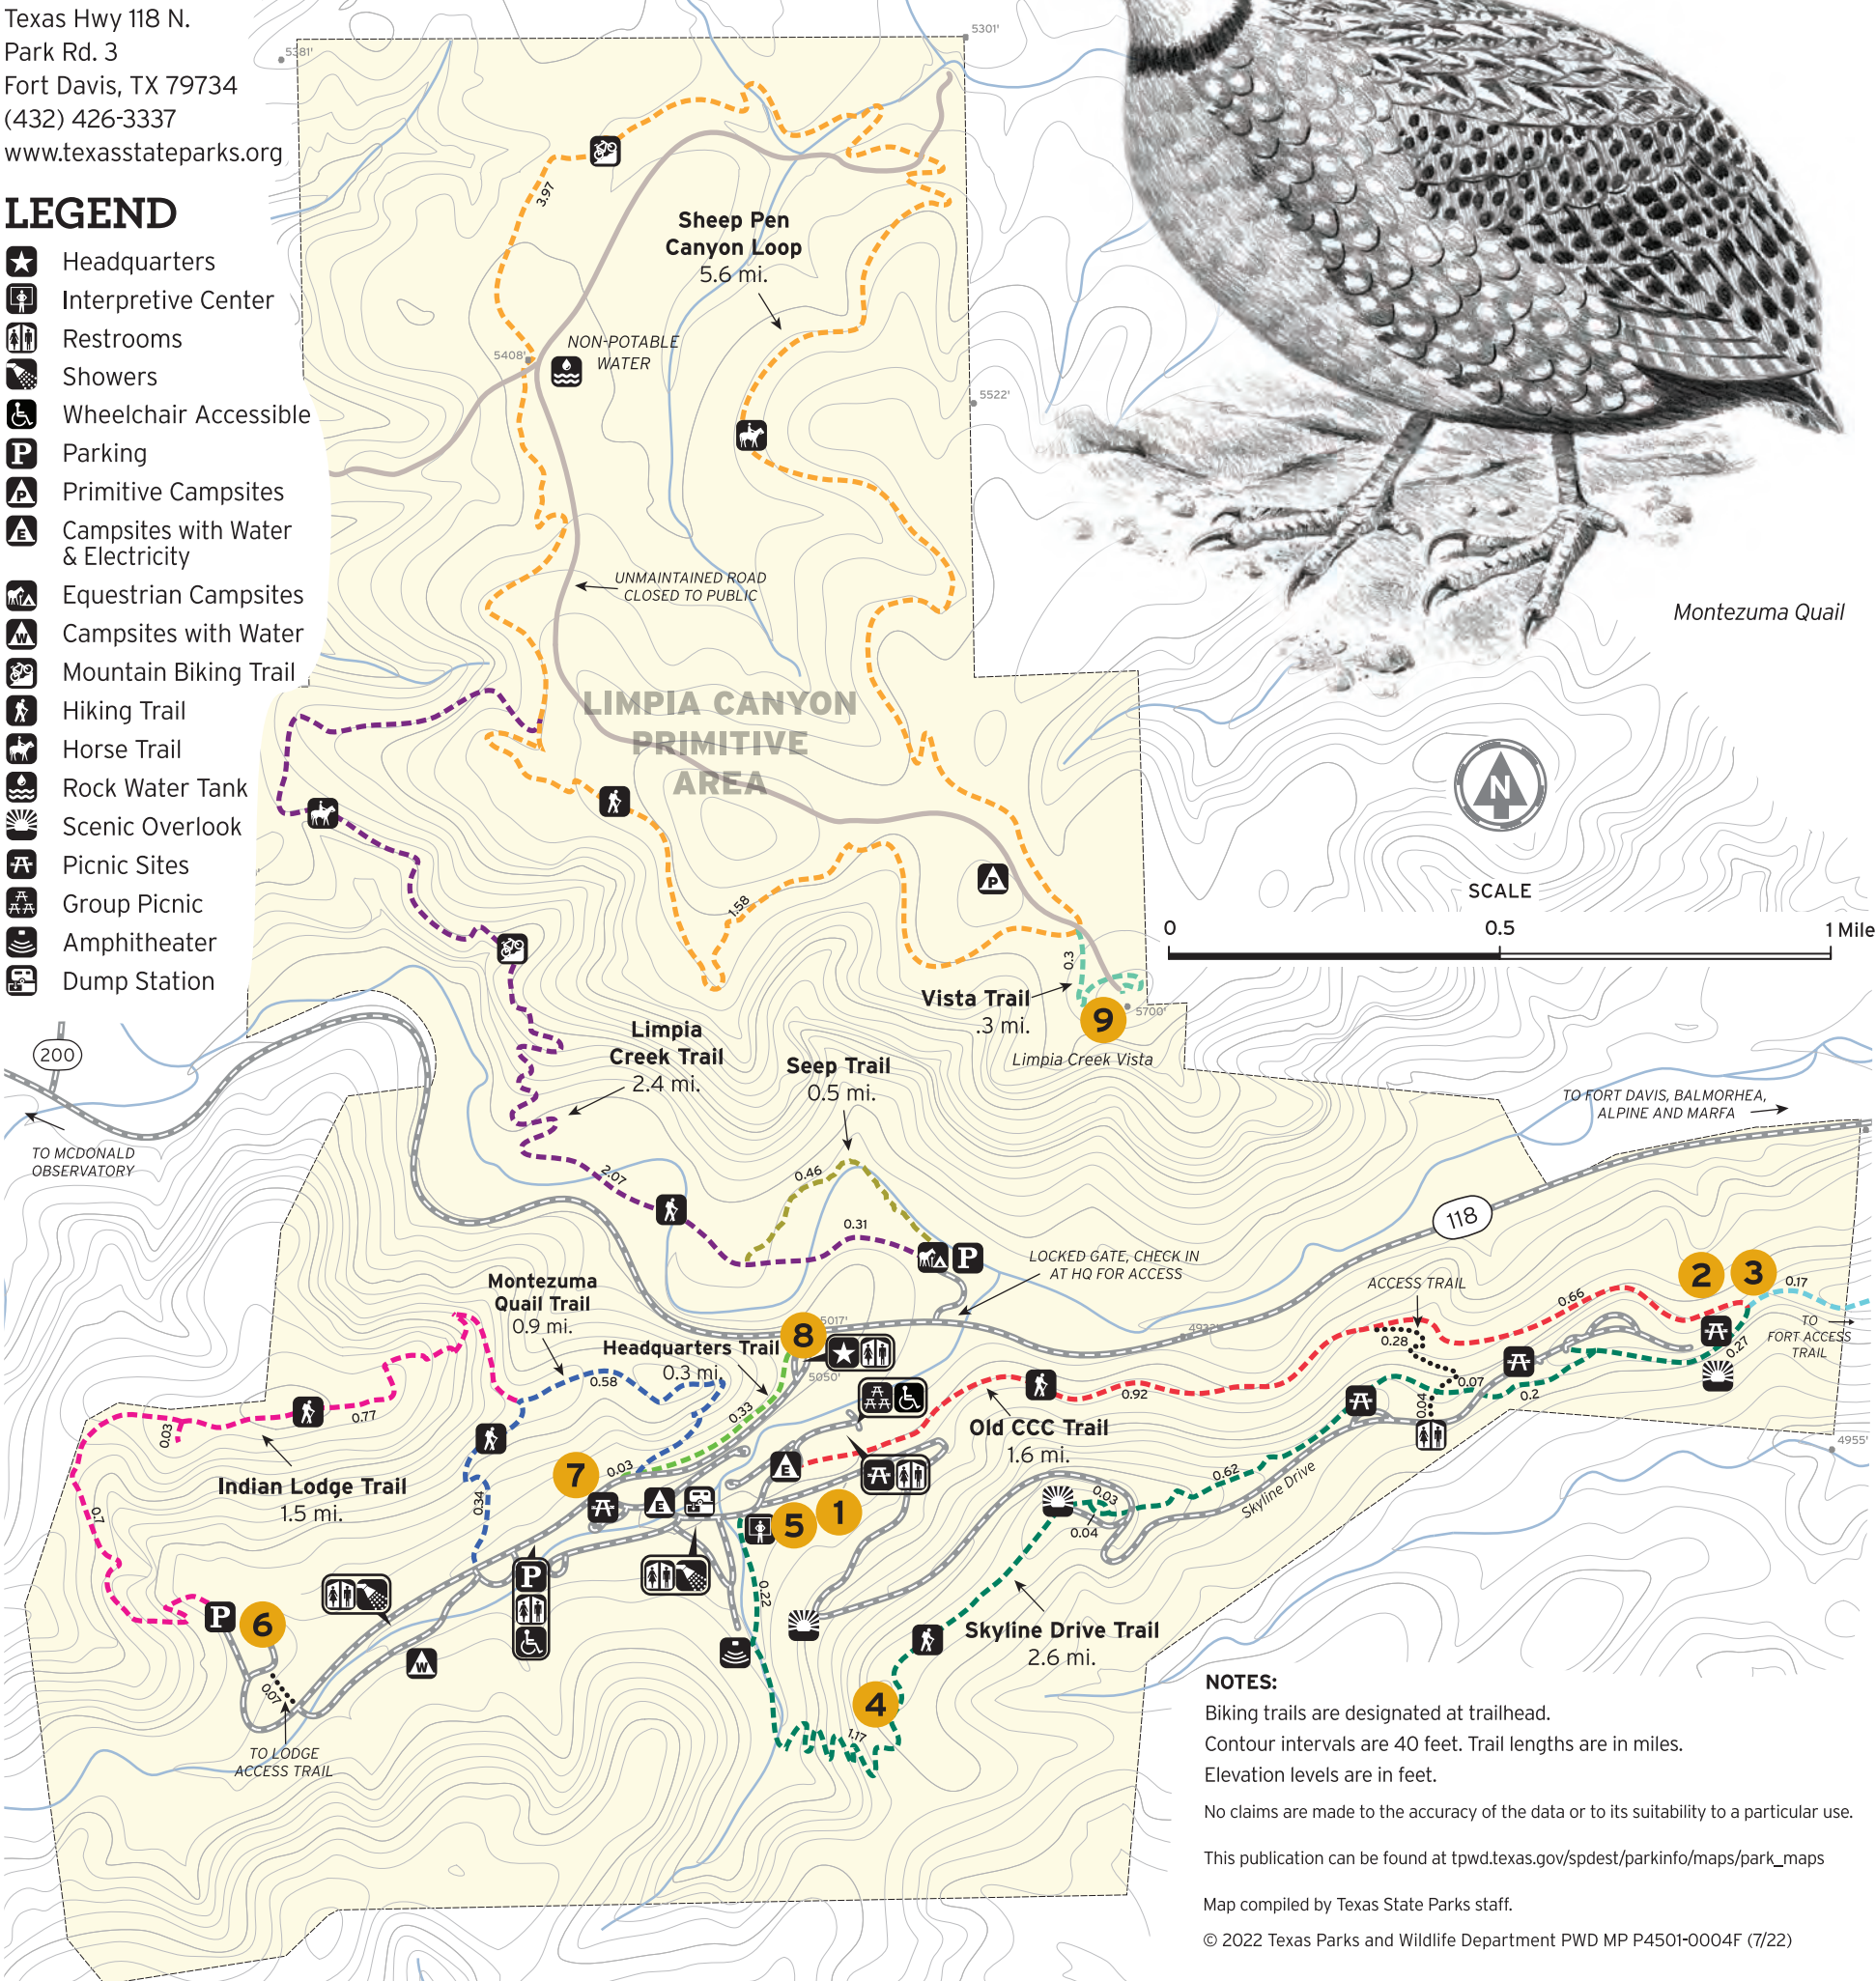 Texas Hwy 118 N.
Park Rd. 3
Fort Davis, TX 79734
(432) 426-3337
www.texasstateparks.org
LEGEND
Headquarters
Interpretive Center
Restrooms
Showers
Wheelchair Accessible
P Parking
P Primitive Campsites
E Campsites with Water
& Electricity
Equestrian Campsites
W Campsites with Water
Mountain Biking Trail
Hiking Trail
Horse Trail
Rock Water Tank
Scenic Overlook
Picnic Sites
Group Picnic
Amphitheater
Dump Station
5381'
5301'
3.97
Sheep Pen
Canyon Loop
5.6 mi.
NON-POTABLE
WATER
5408'
5522'
UNMAINTAINED ROAD
CLOSED TO PUBLIC
Montezuma Quail
LIMPIA CANYON
PRIMITIVE
AREA
N
SCALE
0
0.5
1 Mile
P
1.58
0.3
Vista Trail
.3 mi.
9
5700'
Limpia Creek Vista
Limpia
Creek Trail
2.4 mi.
Seep Trail
0.5 mi.
200
TO MCDONALD
OBSERVATORY
TO FORT DAVIS, BALMORHEA,
ALPINE AND MARFA
2.07
0.46
0.31
P
118
LOCKED GATE, CHECK IN
AT HQ FOR ACCESS
ACCESS TRAIL
2
3
0.17
0.66
TO
FORT ACCESS
TRAIL
0.27
Montezuma
Quail Trail
0.9 mi.
Headquarters Trail
0.3 mi.
8
5017'
5050'
0.58
0.33
0.03
0.28
0.07
0.04
0.2
0.92
Old CCC Trail
1.6 mi.
0.77
0.03
Indian Lodge Trail
1.5 mi.
0.7
0.34
7
E
E
5
1
0.62
Skyline Drive
4955'
0.03
0.04
0.22
P
P
6
W
0.07
TO LODGE
ACCESS TRAIL
Skyline Drive Trail
2.6 mi.
4
1.17
NOTES:
Biking trails are designated at trailhead.
Contour intervals are 40 feet. Trail lengths are in miles.
Elevation levels are in feet.
No claims are made to the accuracy of the data or to its suitability to a particular use.
This publication can be found at tpwd.texas.gov/spdest/parkinfo/maps/park_maps
Map compiled by Texas State Parks staff.
© 2022 Texas Parks and Wildlife Department PWD MP P4501-0004F (7/22)